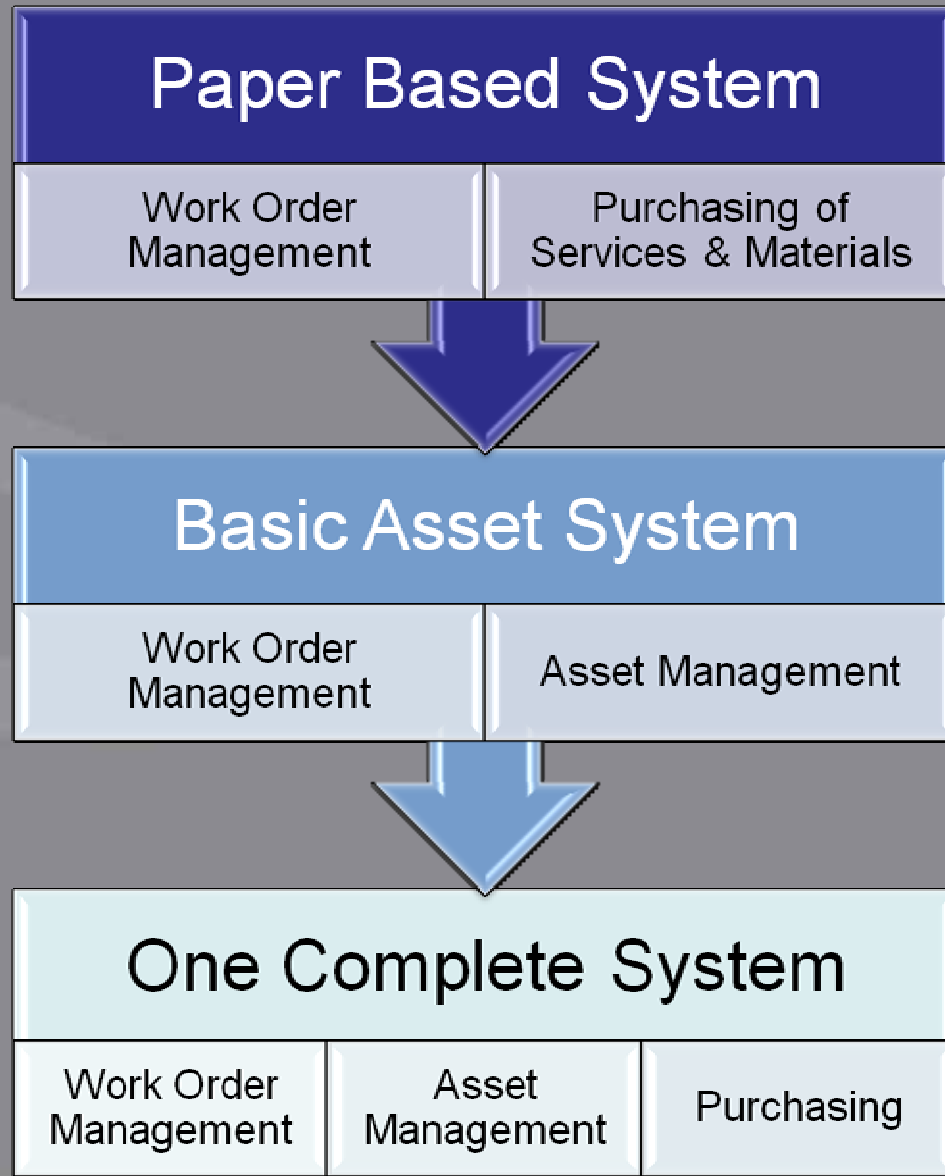 Paper Based System
Work Order
Management
Purchasing of
Services & Materials
Basic Asset System
Work Order
Management
Asset Management
One Complete System
Work Order
Management
Asset
Management
Purchasing